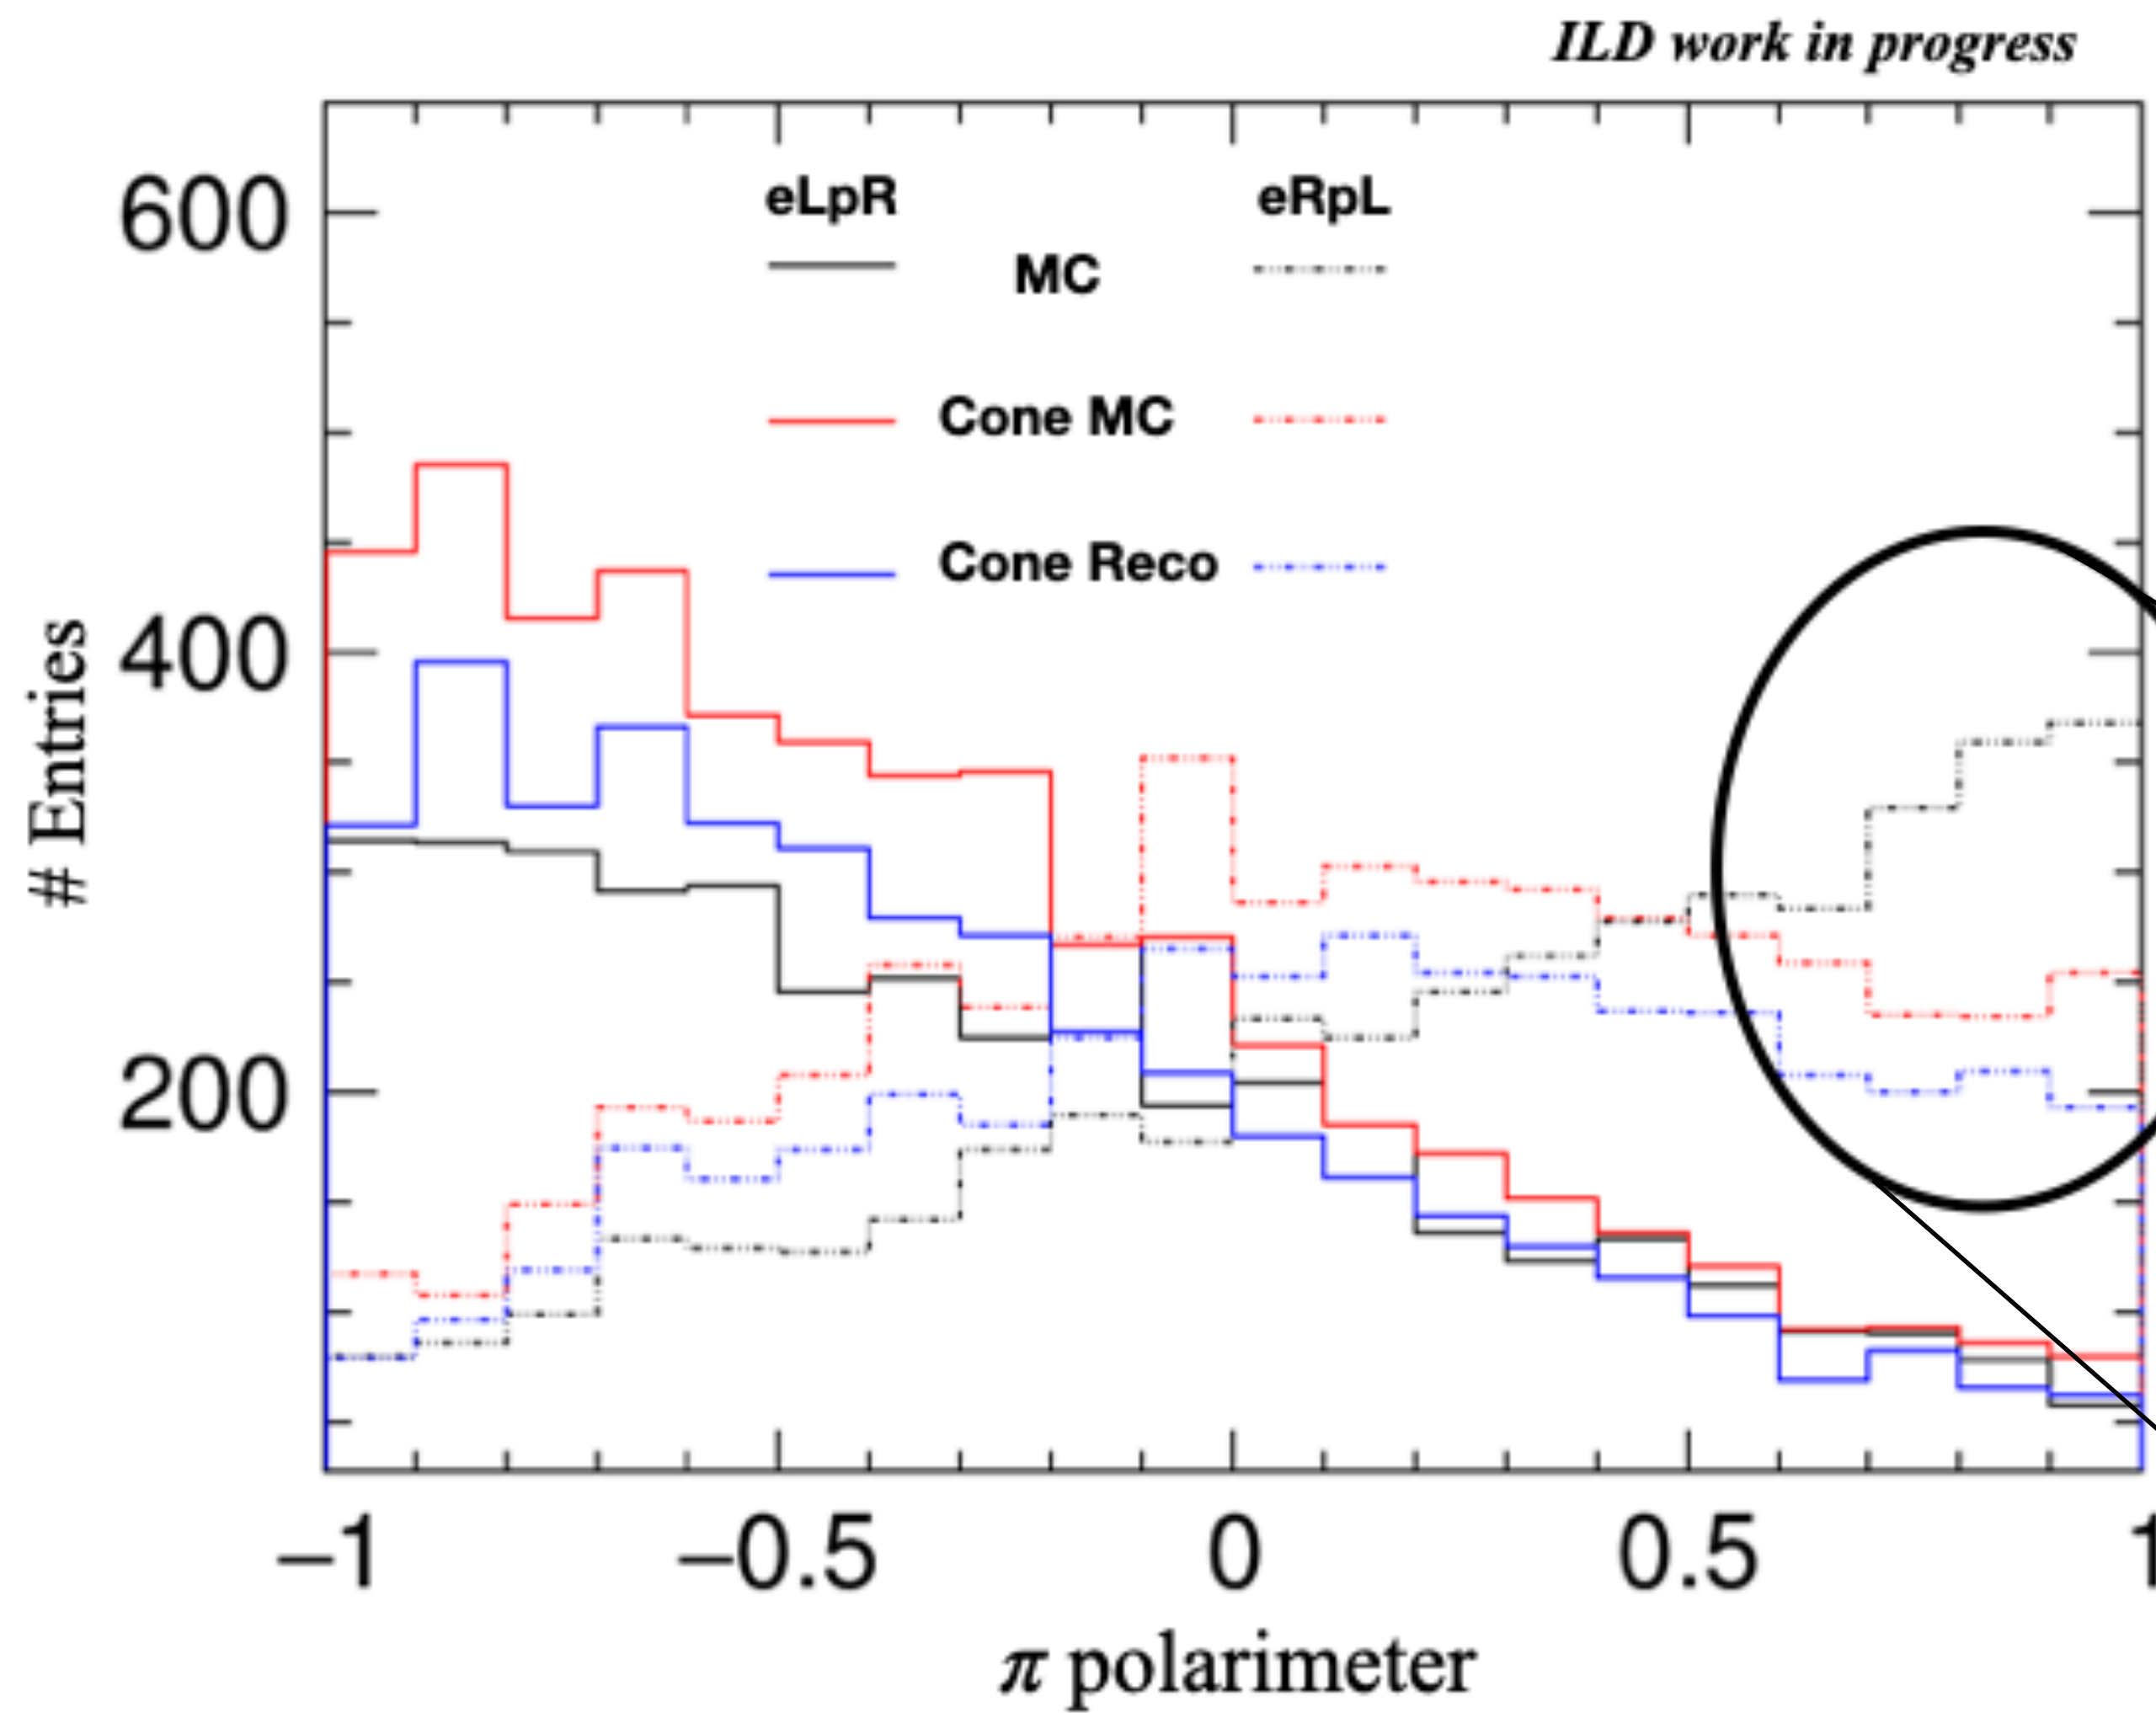 ILD work in progress
600
400
200
# Entries
eLpR eRpL
MC
Cone MC
Cone Reco
−1 −0.5 0 0.5 1
π polarimeter